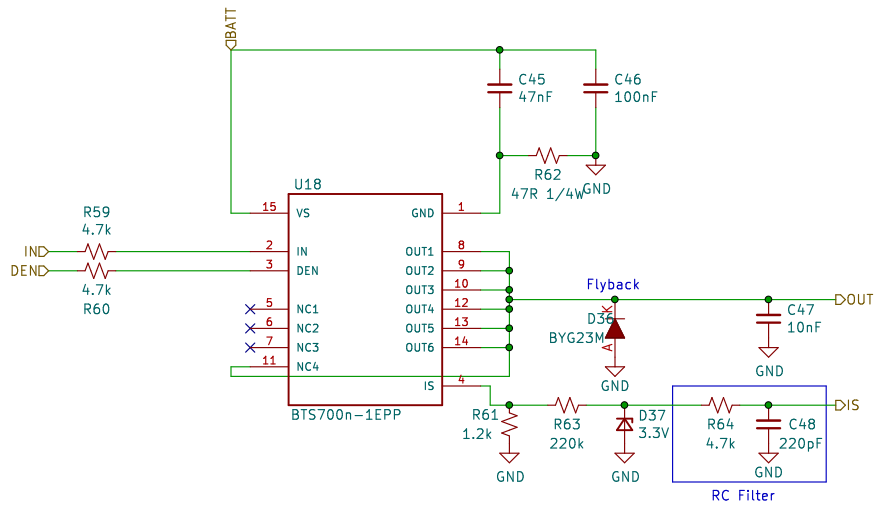 BATT
C45
47nF
C46
100nF
R62
47R 1/4W
GND
U18
15
VS
GND
1
R59
4.7k
IN
2
IN
OUT1
8
DEN
3
DEN
OUT2
9
4.7k
R60
OUT3
10
5
NC1
OUT4
12
6
NC2
OUT5
13
7
NC3
OUT6
14
11
NC4
IS
4
BTS700n-1EPP
Flyback
D36
BYG23M
K
A
GND
OUT
C47
10nF
GND
R61
1.2k
GND
R63
220k
D37
3.3V
GND
R64
4.7k
C48
220pF
GND
IS
RC Filter